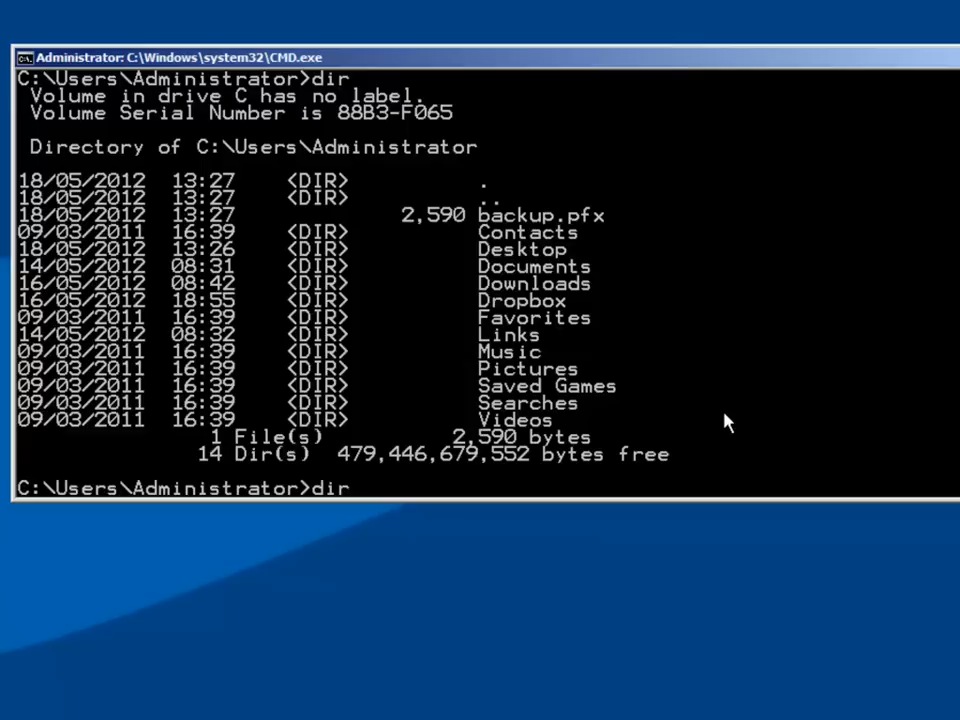 Administrator: C:\Windows\system32\CMD.exe
C:\Users\Administrator>dir
Volume in drive C has no label.
Volume Serial Number is 88B3-F065
Directory of C:\Users\Administrator
18/05/2012 13:27 <DIR> .
18/05/2012 13:27 <DIR> ..
18/05/2012 13:27 2,590 backup.pfx
09/03/2011 16:39 <DIR> Contacts
18/05/2012 13:26 <DIR> Desktop
14/05/2012 08:31 <DIR> Documents
16/05/2012 08:42 <DIR> Downloads
16/05/2012 18:55 <DIR> Dropbox
09/03/2011 16:39 <DIR> Favorites
14/05/2012 08:32 <DIR> Links
09/03/2011 16:39 <DIR> Music
09/03/2011 16:39 <DIR> Pictures
09/03/2011 16:39 <DIR> Saved Games
09/03/2011 16:39 <DIR> Searches
09/03/2011 16:39 <DIR> Videos
1 File(s) 2,590 bytes
14 Dir(s) 479,446,679,552 bytes free
C:\Users\Administrator>dir